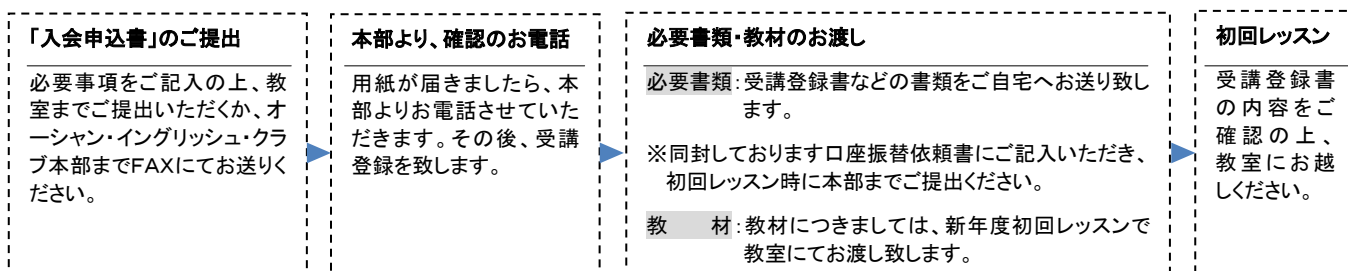 「入会申込書」のご提出
必要事項をご記入の上、教
室までご提出いただくか、オ
ーシャン・イングリッシュ・クラ
ブ本部までFAXにてお送りく
ださい。
本部より、確認のお電話
用紙が届きましたら、本
部よりお電話させていた
だきます。その後、受講
登録を致します。
必要書類・教材のお渡し
必要書類：受講登録書などの書類をご自宅へお送り致し
ます。
※同封しております口座振替依頼書にご記入いただき、
初回レッスン時に本部までご提出ください。
教　　材：教材につきましては、新年度初回レッスンで
教室にてお渡し致します。
初回レッスン
受講登録書
の内容をご
確認の上、
教室にお越
しください。